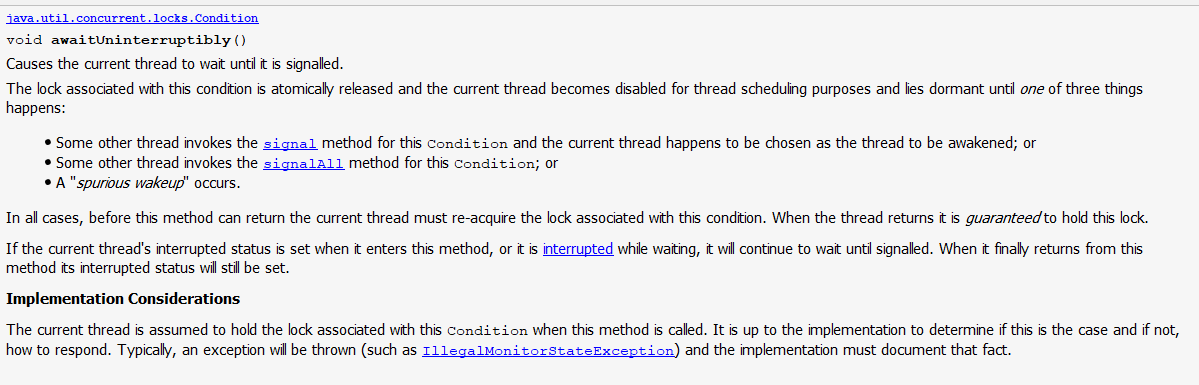 java.util.concurrent.locks.Condition
void awaitUninterruptibly()
Causes the current thread to wait until it is signalled.
The lock associated with this condition is atomically released and the current thread becomes disabled for thread scheduling purposes and lies dormant until one of three things
happens:
• Some other thread invokes the signal method for this Condition and the current thread happens to be chosen as the thread to be awakened; or
• Some other thread invokes the signalAll method for this Condition; or
• A "spurious wakeup" occurs.
In all cases, before this method can return the current thread must re-acquire the lock associated with this condition. When the thread returns it is guaranteed to hold this lock.
If the current thread's interrupted status is set when it enters this method, or it is interrupted while waiting, it will continue to wait until signalled. When it finally returns from this
method its interrupted status will still be set.
Implementation Considerations
The current thread is assumed to hold the lock associated with this Condition when this method is called. It is up to the implementation to determine if this is the case and if not,
how to respond. Typically, an exception will be thrown (such as IllegalMonitorStateException) and the implementation must document that fact.